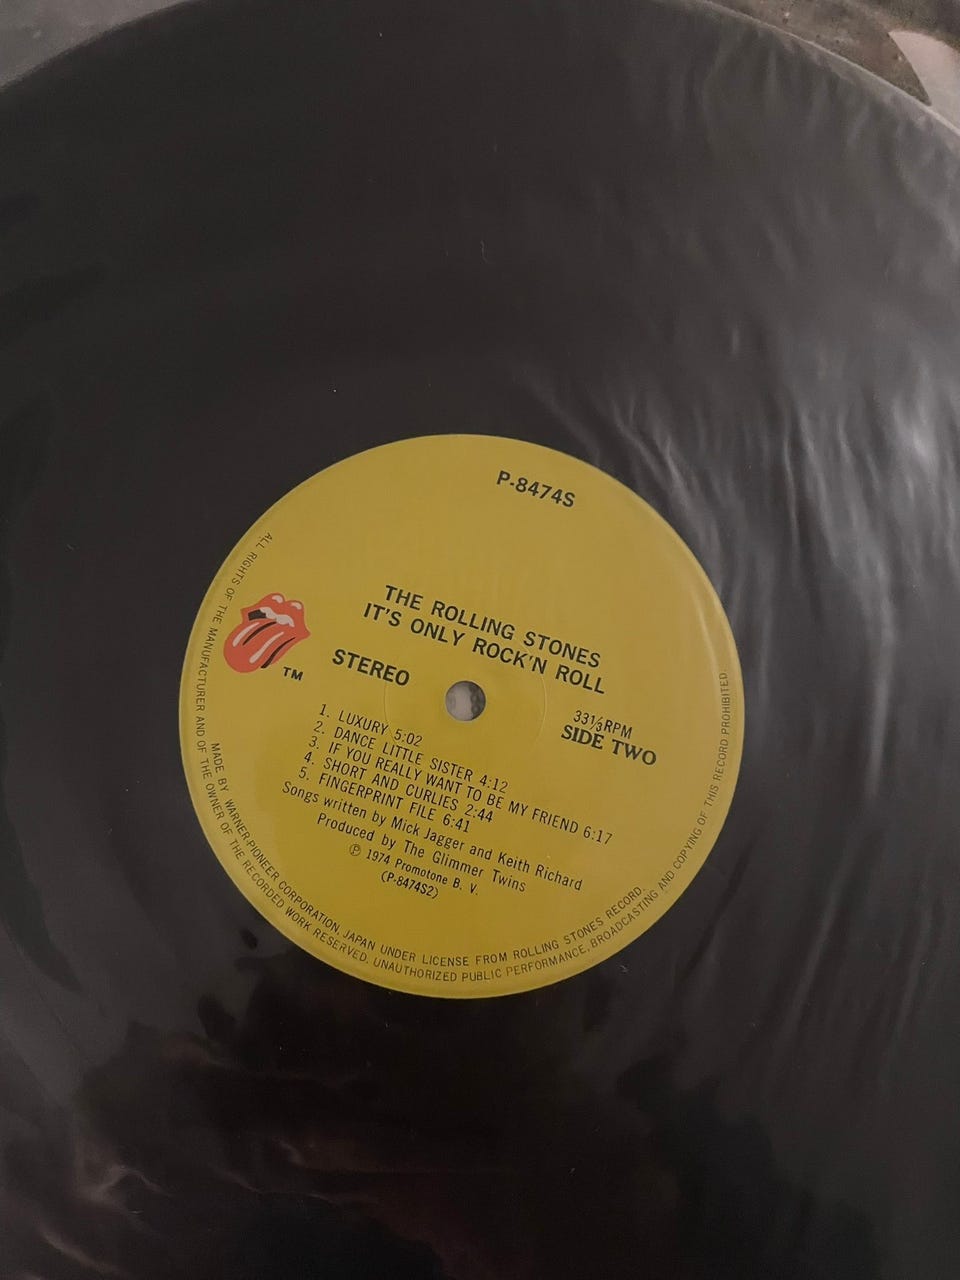 P-8474S
THE ROLLING STONES
IT'S ONLY ROCK'N ROLL
STEREO
TM
33⅓RPM
SIDE TWO
1. LUXURY 5:02
2. DANCE LITTLE SISTER 4:12
3. IF YOU REALLY WANT TO BE MY FRIEND 6:17
4. SHORT AND CURLIES 2:44
5. FINGERPRINT FILE 6:41
Songs written by Mick Jagger and Keith Richard
Produced by The Glimmer Twins
Ⓟ 1974 Promotone B. V.
(P-8474S2)
MADE BY WARNER-PIONEER CORPORATION, JAPAN UNDER LICENSE FROM ROLLING STONES RECORD.
ALL RIGHTS OF THE MANUFACTURER AND OF THE OWNER OF THE RECORDED WORK RESERVED. UNAUTHORIZED PUBLIC PERFORMANCE, BROADCASTING AND COPYING OF THIS RECORD PROHIBITED